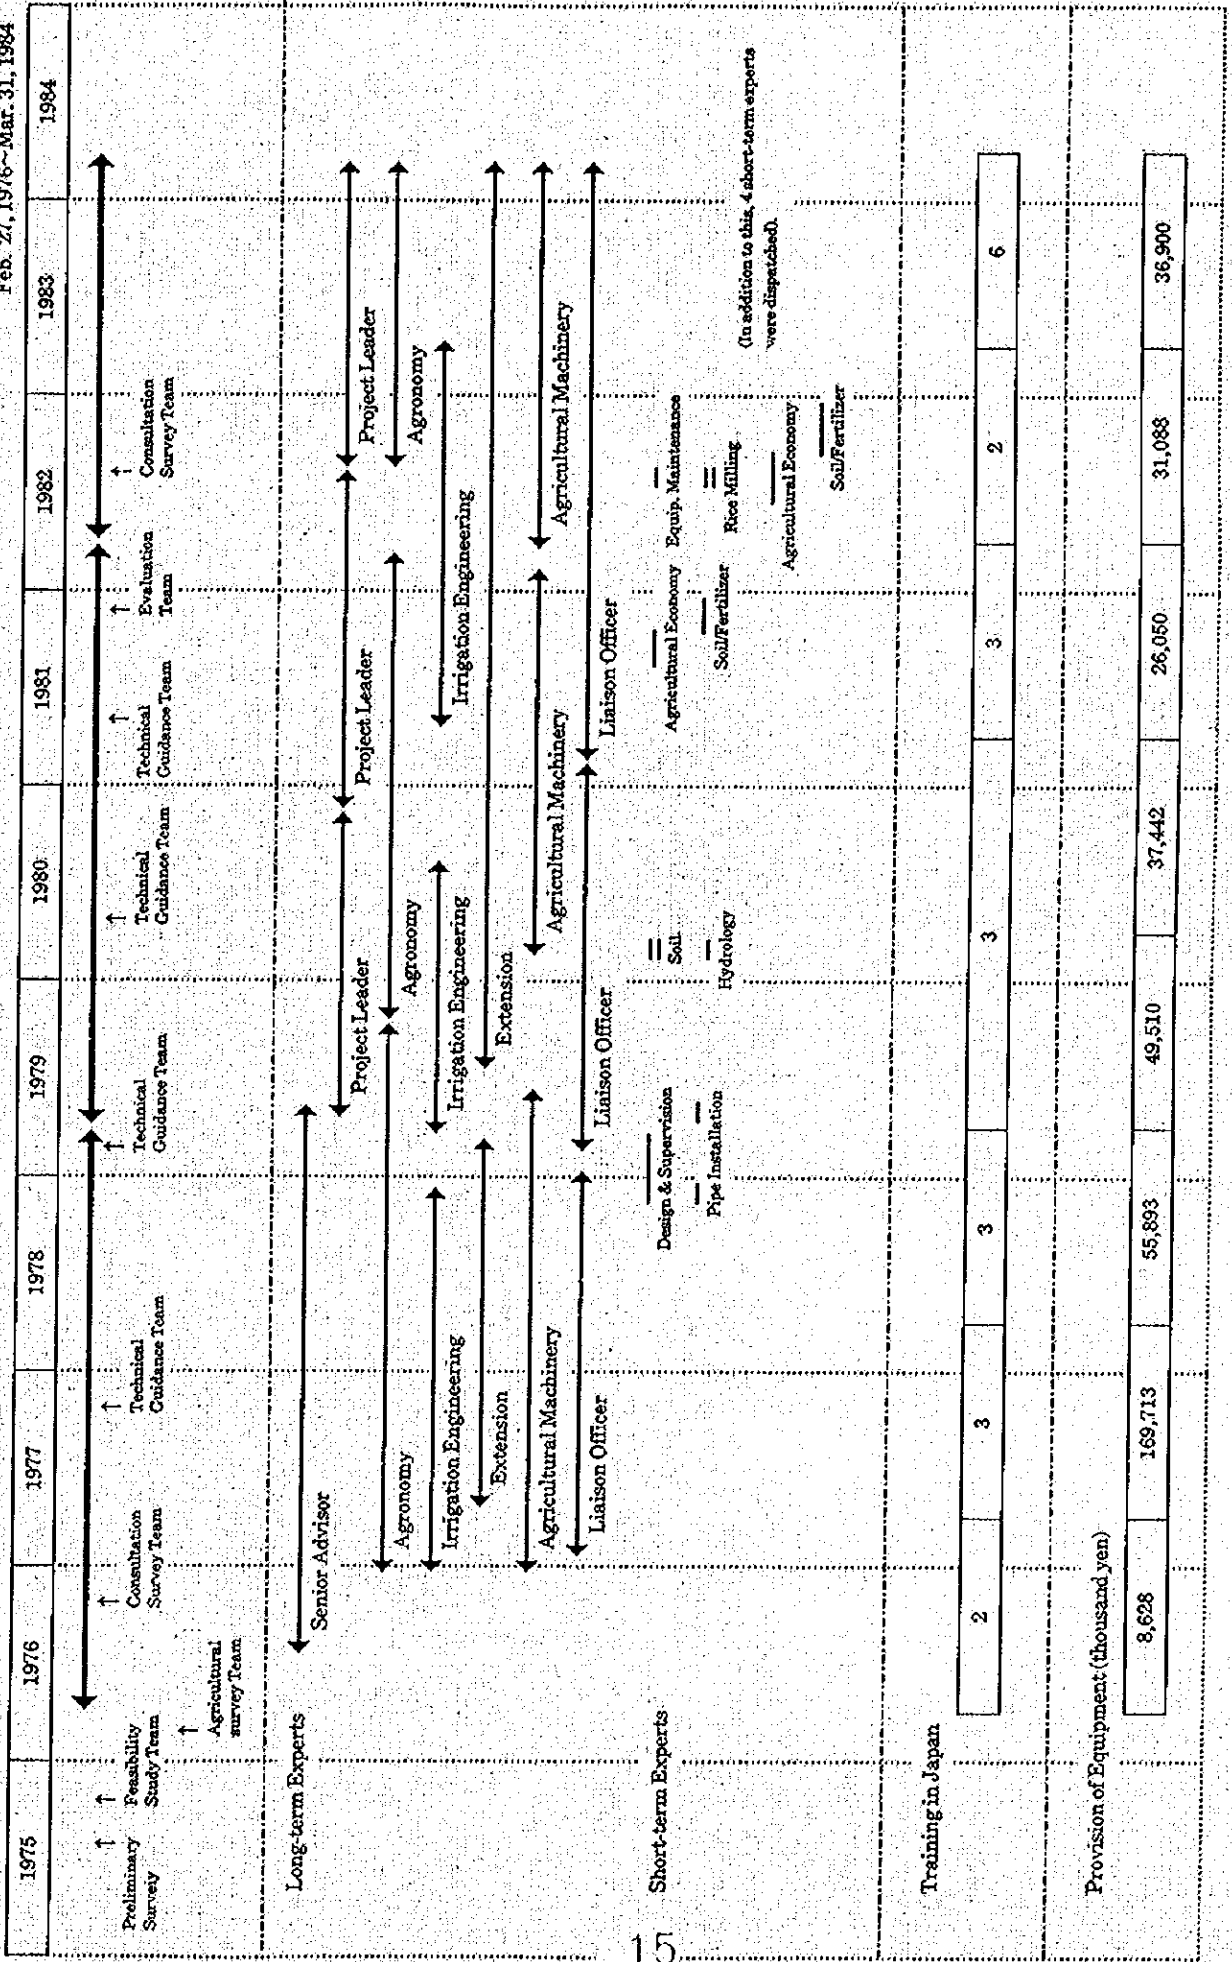 Feb. 27, 1976~Mar. 31, 1984
1975 1976 1977 1978 1979 1980 1981 1982 1983 1984
↑ ↑ ↑ ↑ ↑ ↑ ↑ ↑ ↑
Preliminary Survey
Feasibility Study Team
Consultation Survey Team
Technical Guidance Team
Technical Guidance Team
Technical Guidance Team
Technical Guidance Team
Evaluation Team
Consultation Survey Team
↑
Agricultural survey Team
Long-term Experts
Senior Advisor
Project Leader
Project Leader
Project Leader
Agronomy
Agronomy
Agronomy
Irrigation Engineering
Irrigation Engineering
Irrigation Engineering
Extension
Extension
Agricultural Machinery
Agricultural Machinery
Agricultural Machinery
Liaison Officer
Liaison Officer
Liaison Officer
Short-term Experts
Design & Supervision
Soil
Agricultural Economy
Equip. Maintenance
Pipe Installation
Hydrology
Soil/Fertilizer
Rice Milling
Agricultural Economy
Soil/Fertilizer
(In addition to this, 4 short-term experts
were dispatched).
Training in Japan
2 3 3 3 3 2 6
Provision of Equipment (thousand yen)
8,628 169,713 55,893 49,510 37,442 26,050 31,088 36,900
15